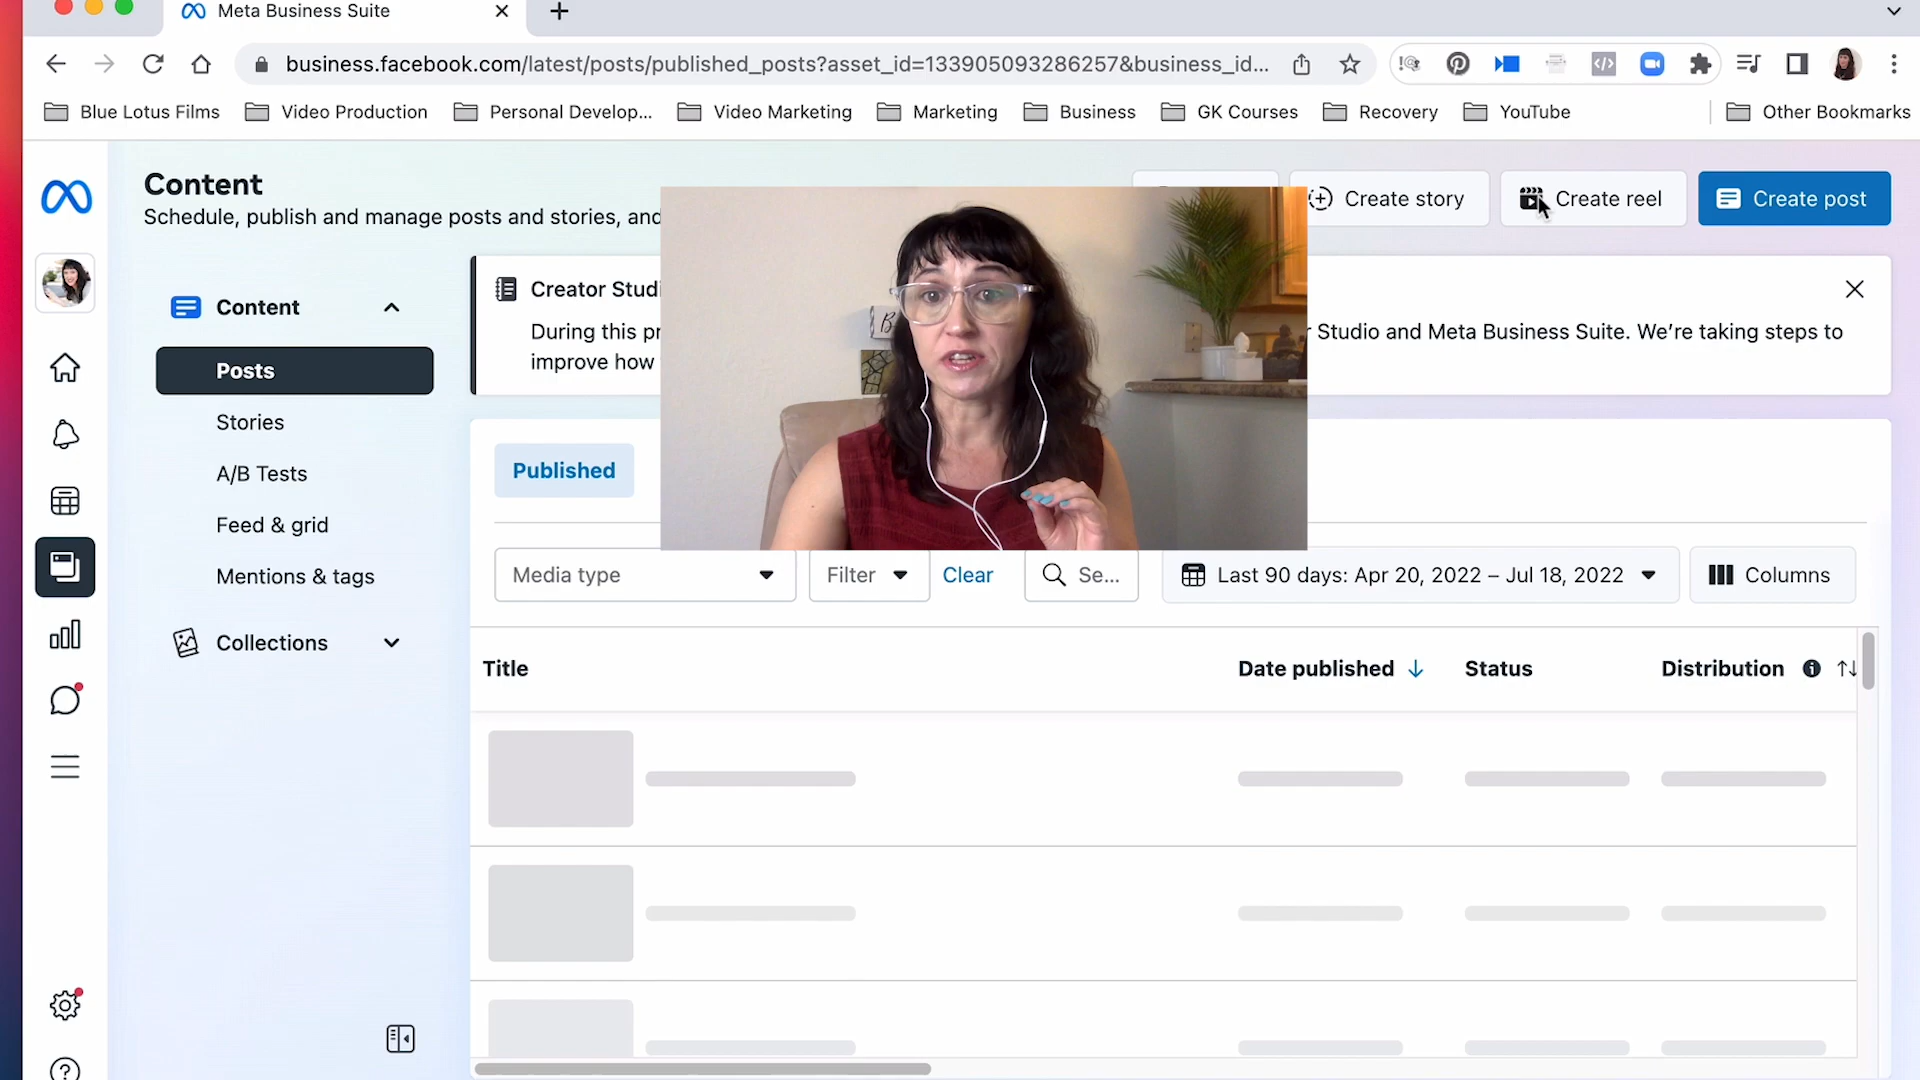 Meta Business Suite
business.facebook.com/latest/posts/published_posts?asset_id=133905093286257&business_id...
Blue Lotus Films
Video Production
Personal Develop...
Video Marketing
Marketing
Business
GK Courses
Recovery
YouTube
Other Bookmarks
Content
Schedule, publish and manage posts and stories, and
Create story
Create reel
Create post
Content
Posts
Stories
A/B Tests
Feed & grid
Mentions & tags
Collections
Creator Studi
During this pr
Studio and Meta Business Suite. We're taking steps to
improve how
Published
Media type
Filter
Clear
Se...
Last 90 days: Apr 20, 2022 – Jul 18, 2022
Columns
Title
Date published
Status
Distribution